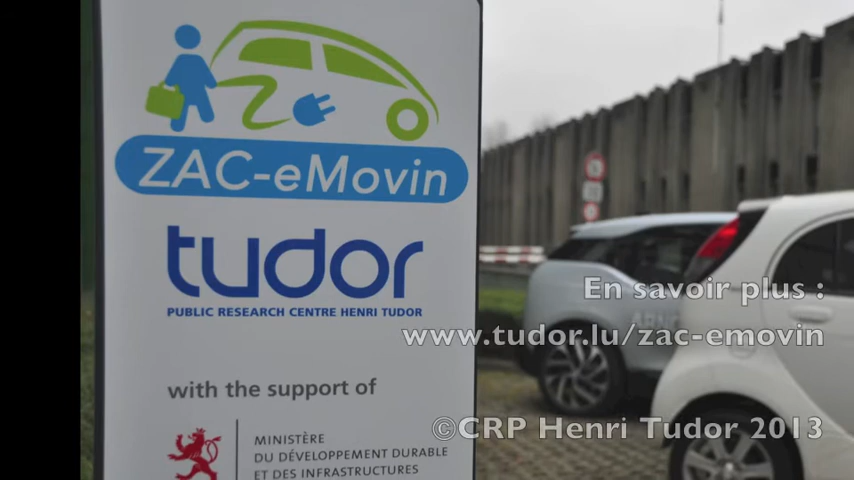 ZAC-eMovin
tudor
PUBLIC RESEARCH CENTRE HENRI TUDOR
with the support of
MINISTÈRE
DU DÉVELOPPEMENT DURABLE
ET DES INFRASTRUCTURES
En savoir plus :
www.tudor.lu/zac-emovin
©CRP Henri Tudor 2013